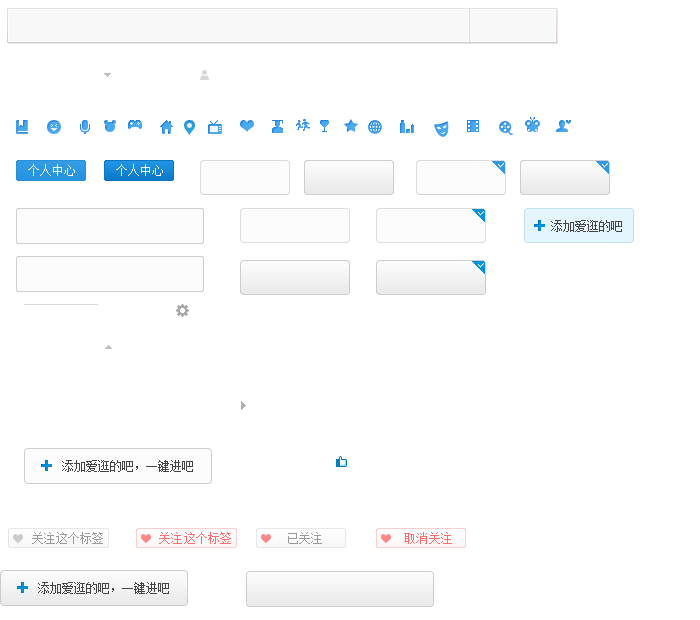 个人中心
个人中心
添加爱逛的吧
添加爱逛的吧，一键进吧
关注这个标签
关注这个标签
已关注
取消关注
添加爱逛的吧，一键进吧